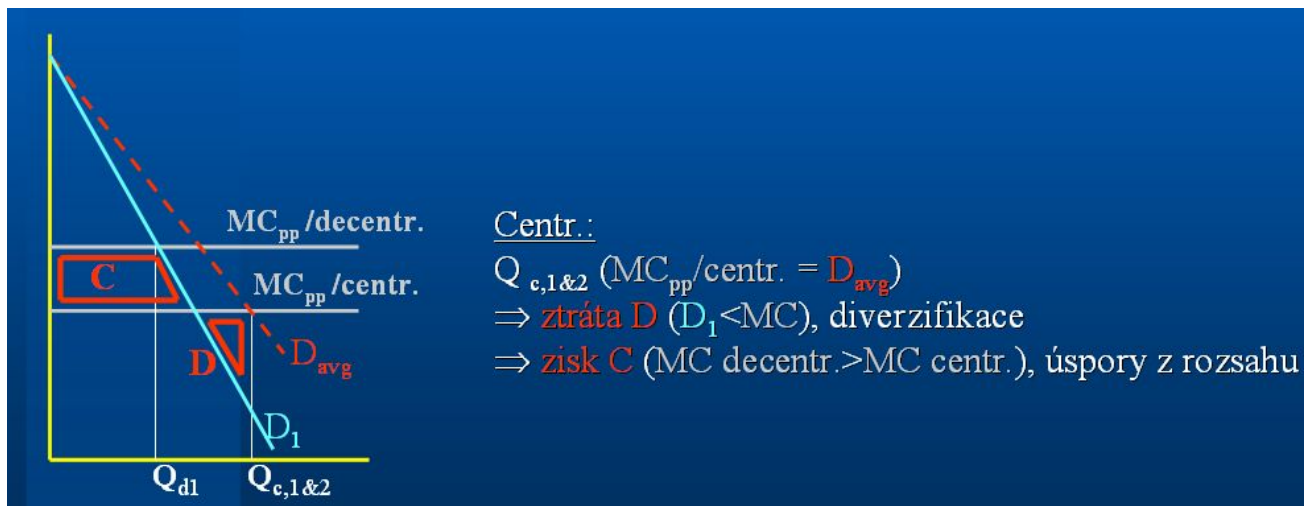 MCpp/decentr.
C
MCpp/centr.
D
Davg
D1
Qd1
Qc,1&2
Centr.:
Q c,1&2 (MCpp/centr. = Davg)
⇒ ztráta D (D1<MC), diverzifikace
⇒ zisk C (MC decentr.>MC centr.), úspory z rozsahu